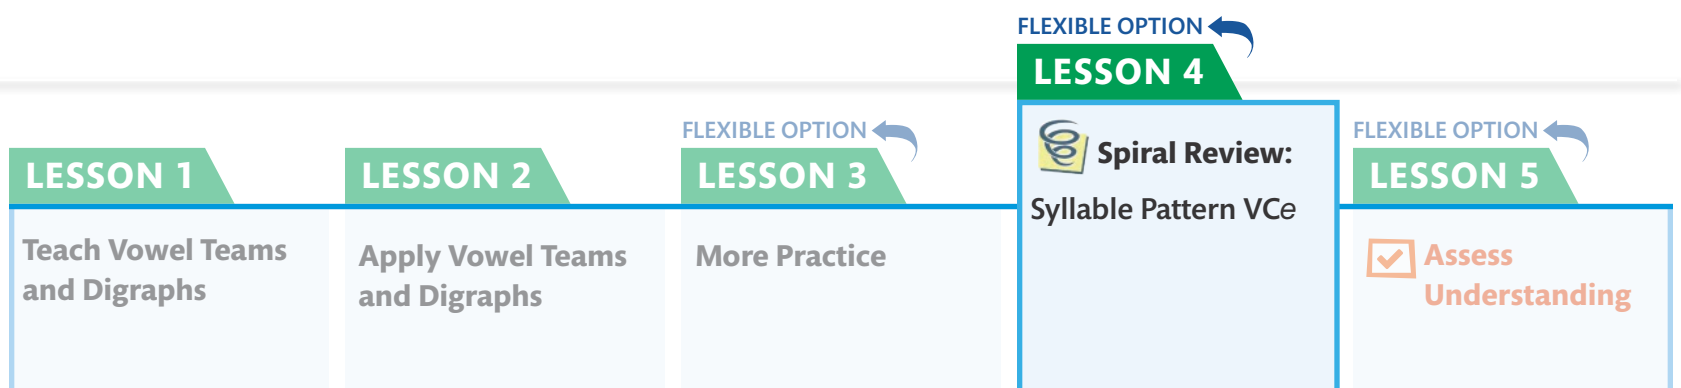 FLEXIBLE OPTION
LESSON 4
Spiral Review:
Syllable Pattern VCe
LESSON 1
Teach Vowel Teams
and Digraphs
LESSON 2
Apply Vowel Teams
and Digraphs
FLEXIBLE OPTION
LESSON 3
More Practice
FLEXIBLE OPTION
LESSON 5
Assess
Understanding